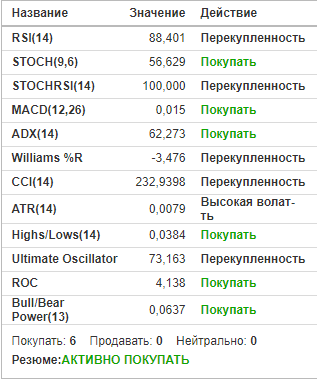 Название Значение Действие
RSI(14) 88,401 Перекупленность
STOCH(9,6) 56,629 Покупать
STOCHRSI(14) 100,000 Перекупленность
MACD(12,26) 0,015 Покупать
ADX(14) 62,273 Покупать
Williams %R -3,476 Перекупленность
CCI(14) 232,9398 Перекупленность
ATR(14) 0,0079 Высокая волат-
ть
Highs/Lows(14) 0,0384 Покупать
Ultimate Oscillator 73,163 Перекупленность
ROC 4,138 Покупать
Bull/Bear
Power(13) 0,0637 Покупать
Покупать: 6 Продавать: 0 Нейтрально: 0
Резюме:АКТИВНО ПОКУПАТЬ